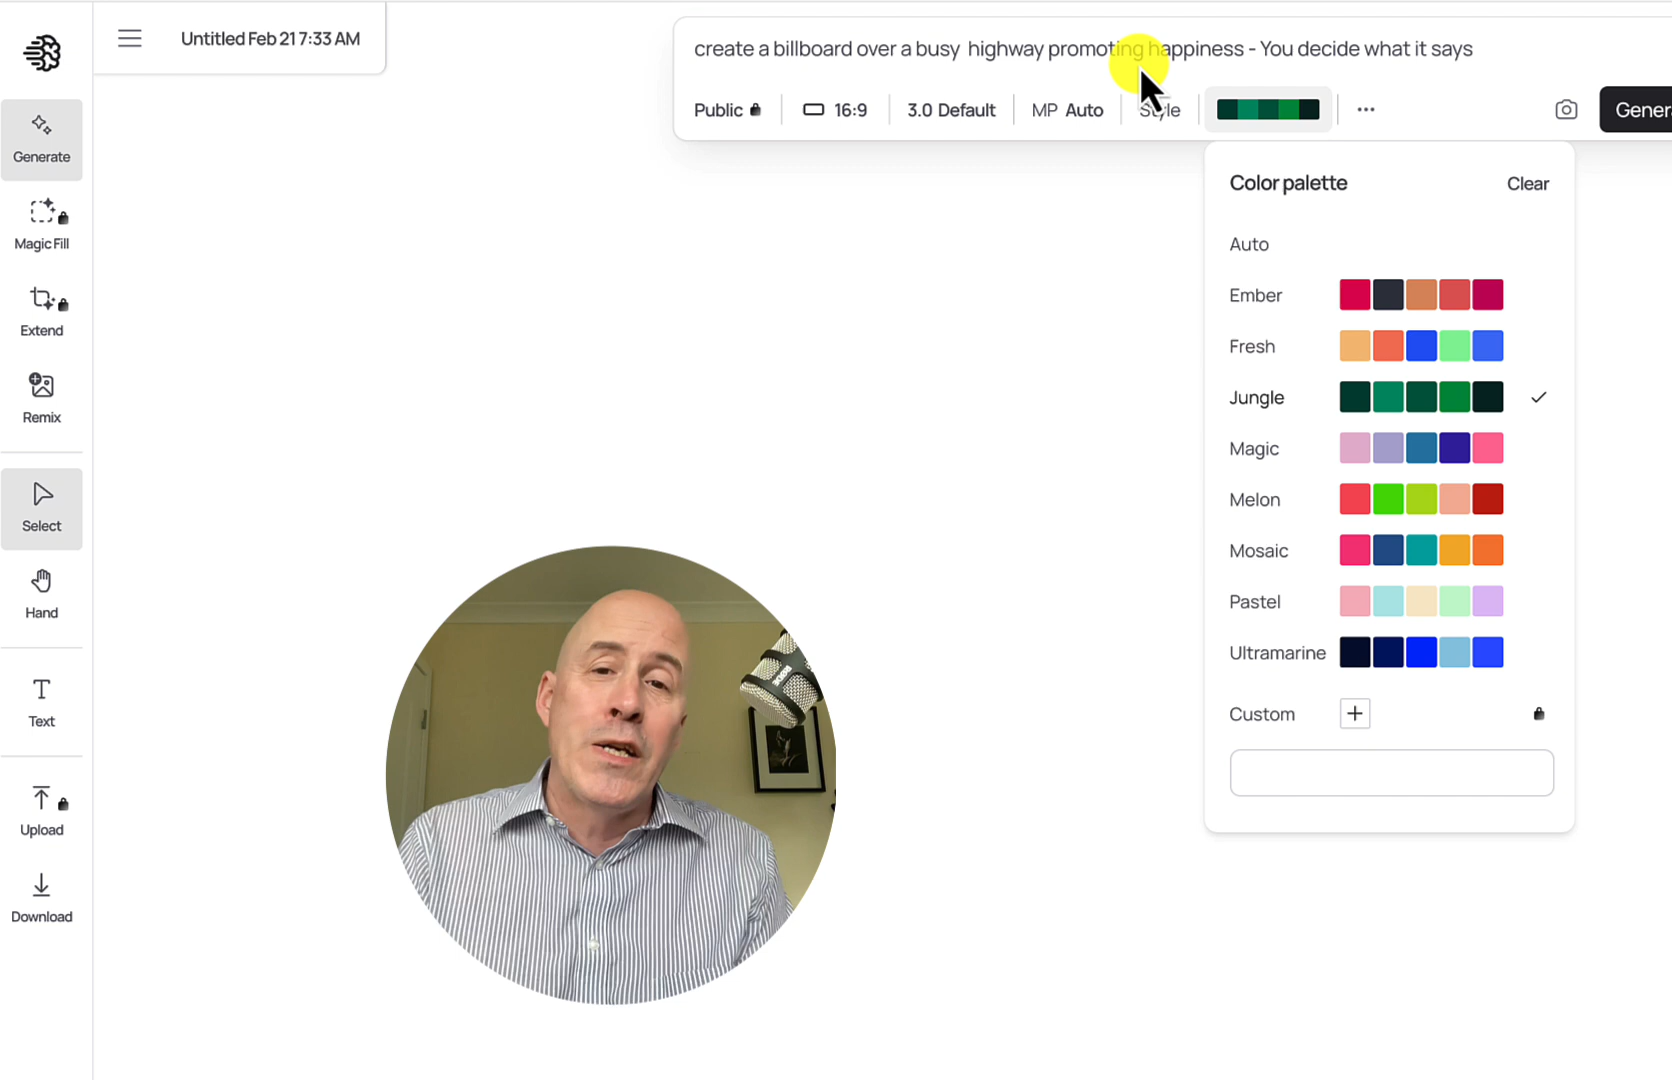 Untitled Feb 21 7:33 AM
create a billboard over a busy  highway promoting happiness - You decide what it says
Public
16:9
3.0 Default
MP Auto
Style
Gener
Generate
Magic Fill
Extend
Remix
Select
Hand
Text
Upload
Download
Color palette
Clear
Auto
Ember
Fresh
Jungle
Magic
Melon
Mosaic
Pastel
Ultramarine
Custom
RODE